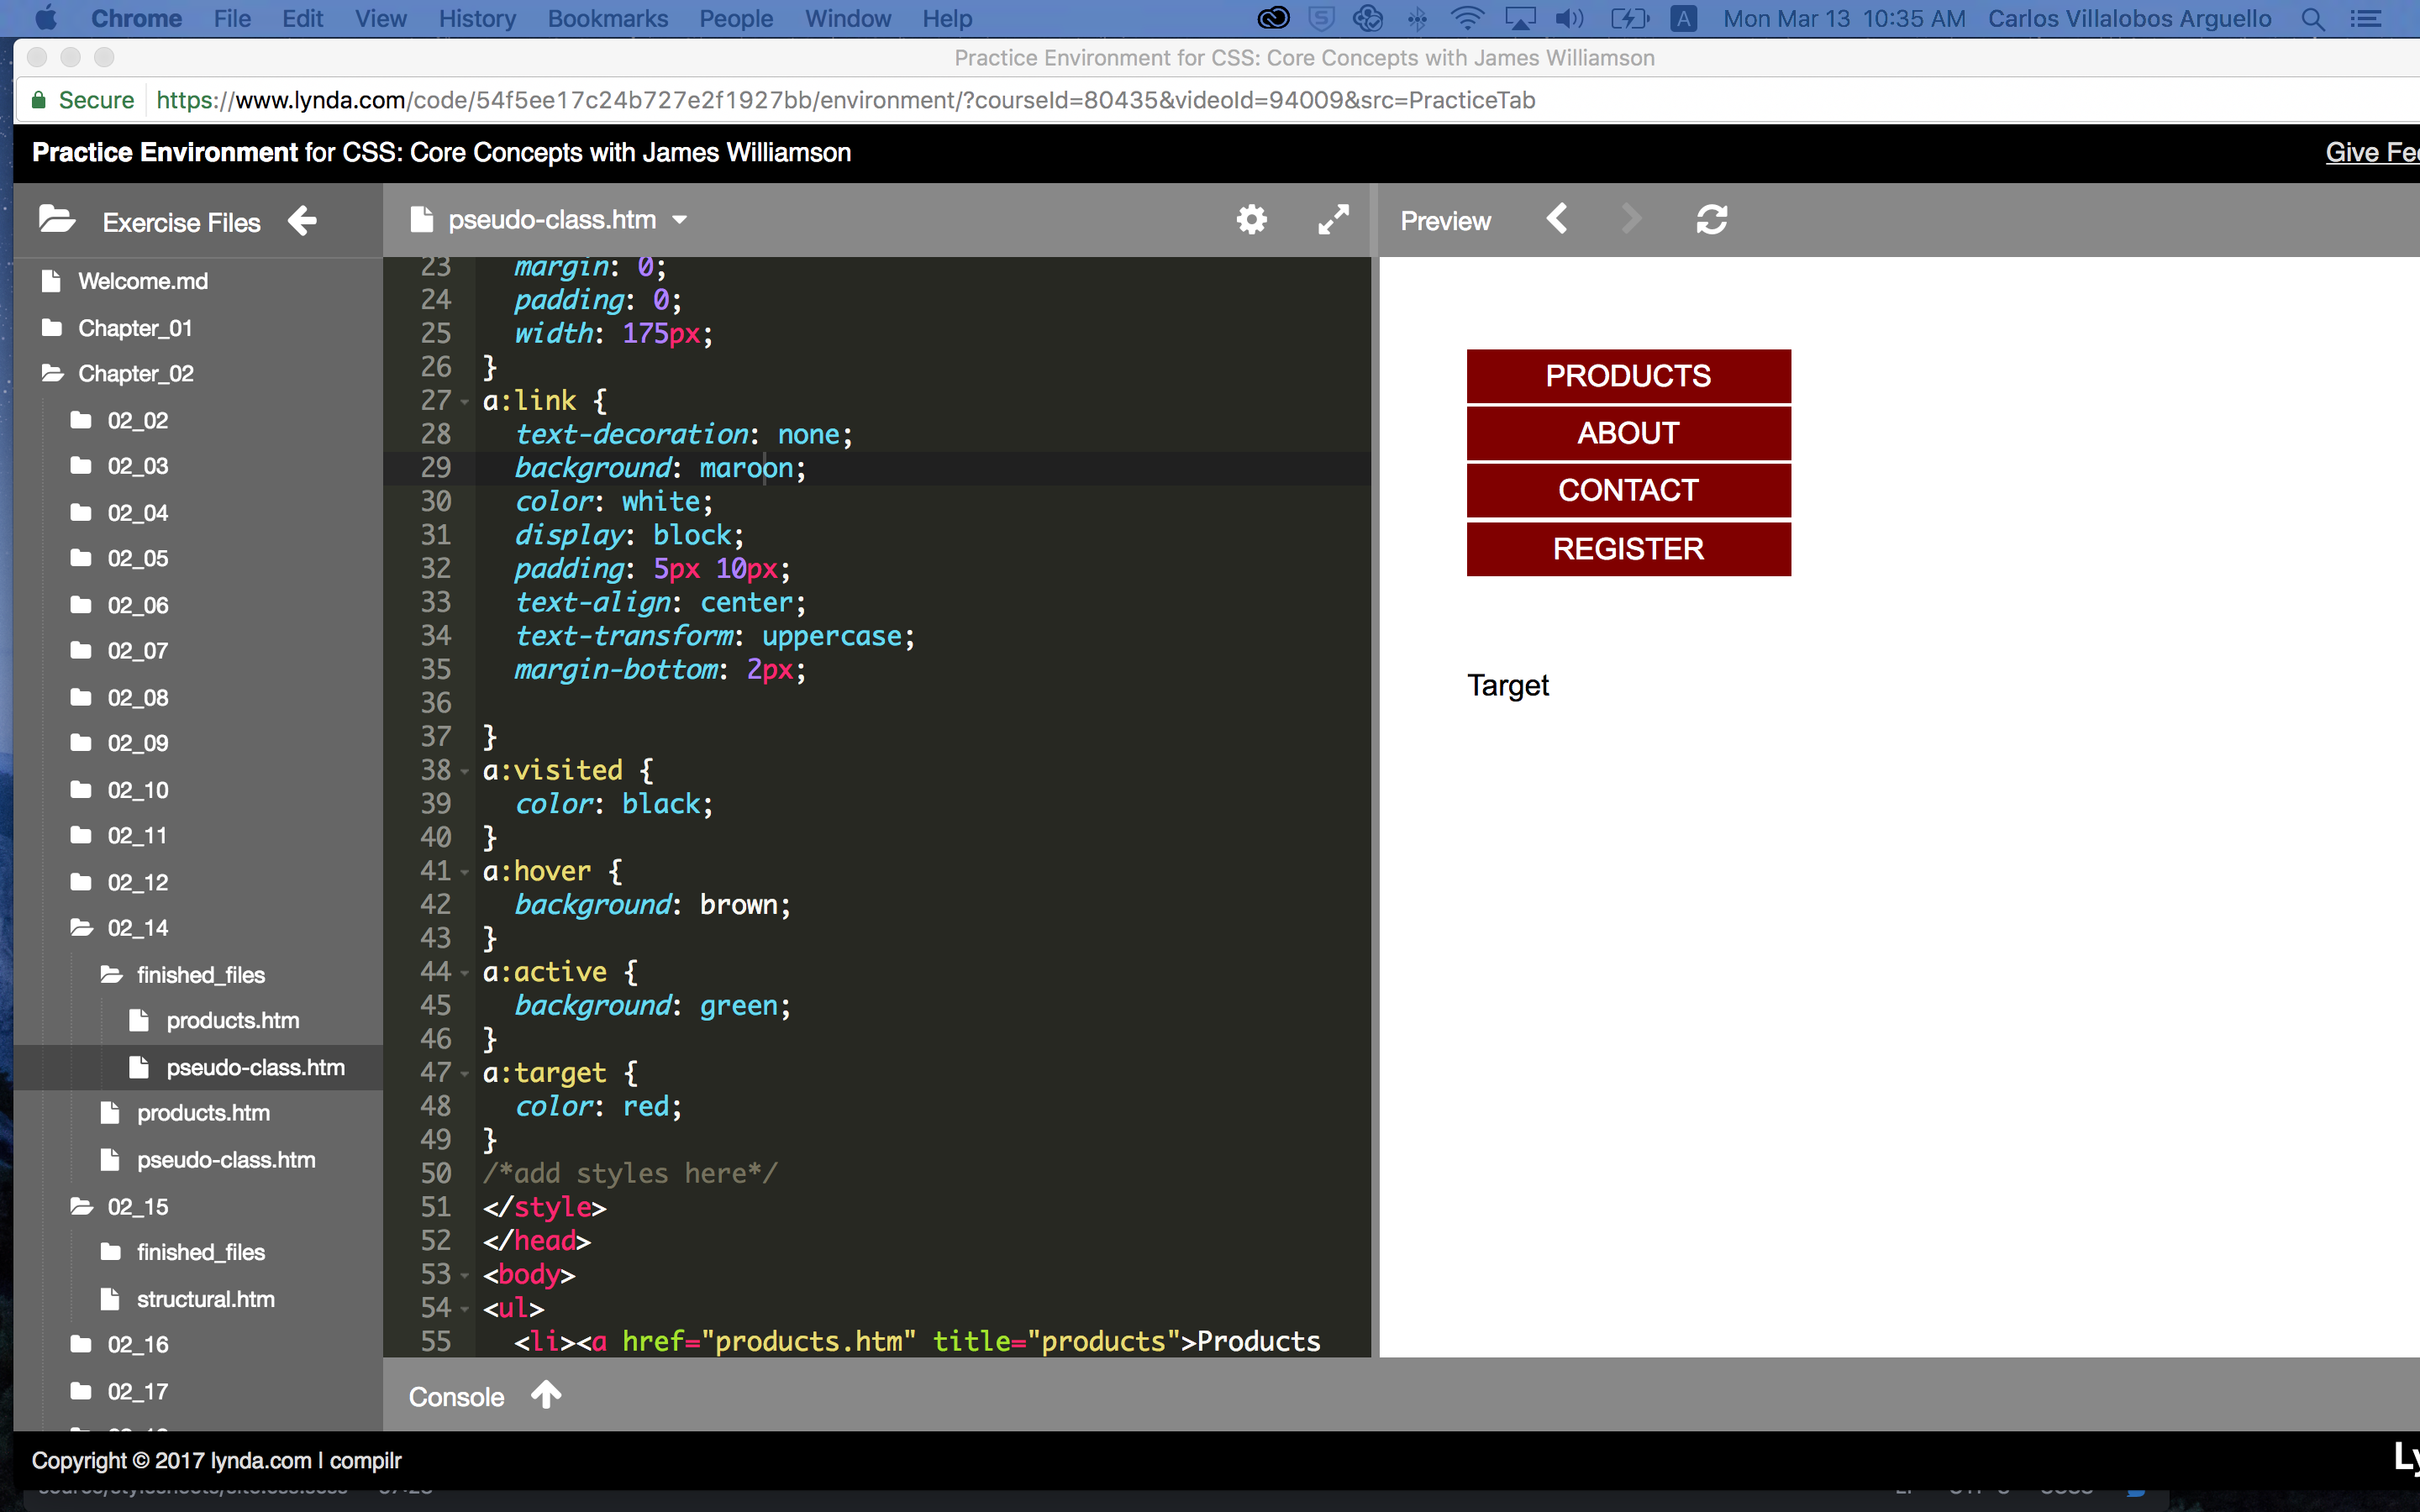 Chrome File Edit View History Bookmarks People Window Help A Mon Mar 13 10:35 AM Carlos Villalobos Arguello
Practice Environment for CSS: Core Concepts with James Williamson
Secure https://www.lynda.com/code/54f5ee17c24b727e2f1927bb/environment/?courseId=80435&videoId=94009&src=PracticeTab
Practice Environment for CSS: Core Concepts with James Williamson
Give Fee
Exercise Files
Welcome.md
Chapter_01
Chapter_02
02_02
02_03
02_04
02_05
02_06
02_07
02_08
02_09
02_10
02_11
02_12
02_14
finished_files
products.htm
pseudo-class.htm
products.htm
pseudo-class.htm
02_15
finished_files
structural.htm
02_16
02_17
pseudo-class.htm
23 margin: 0;
24 padding: 0;
25 width: 175px;
26 }
27 a:link {
28 text-decoration: none;
29 background: maroon;
30 color: white;
31 display: block;
32 padding: 5px 10px;
33 text-align: center;
34 text-transform: uppercase;
35 margin-bottom: 2px;
36
37 }
38 a:visited {
39 color: black;
40 }
41 a:hover {
42 background: brown;
43 }
44 a:active {
45 background: green;
46 }
47 a:target {
48 color: red;
49 }
50 /*add styles here*/
51 </style>
52 </head>
53 <body>
54 <ul>
55 <li><a href="products.htm" title="products">Products
Console
Preview
PRODUCTS
ABOUT
CONTACT
REGISTER
Target
Copyright © 2017 lynda.com | compilr
Ly